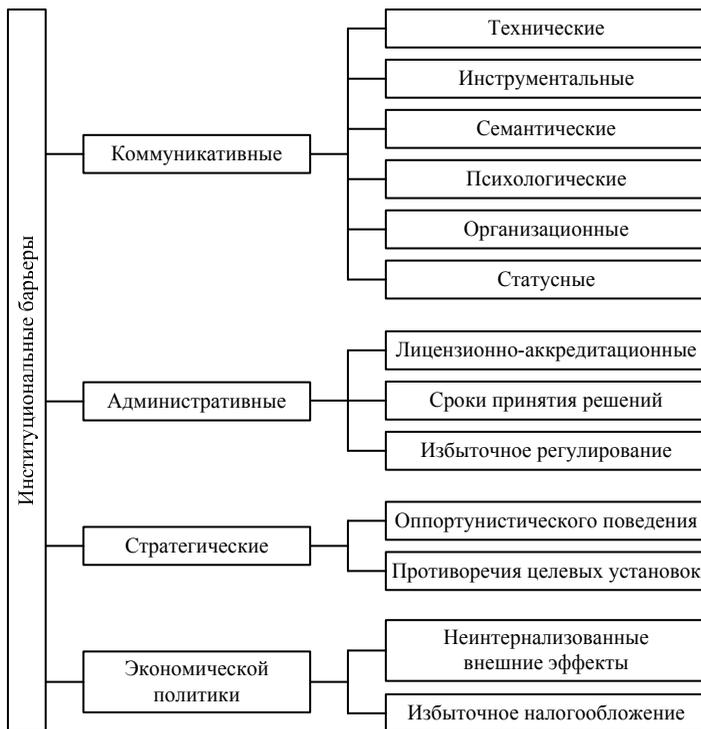 Институциональные барьеры
Коммуникативные
Технические
Инструментальные
Семантические
Психологические
Организационные
Статусные
Административные
Лицензионно-аккредитационные
Сроки принятия решений
Избыточное регулирование
Стратегические
Оппортунистического поведения
Противоречия целевых установок
Экономической
политики
Неинтернализованные
внешние эффекты
Избыточное налогообложение